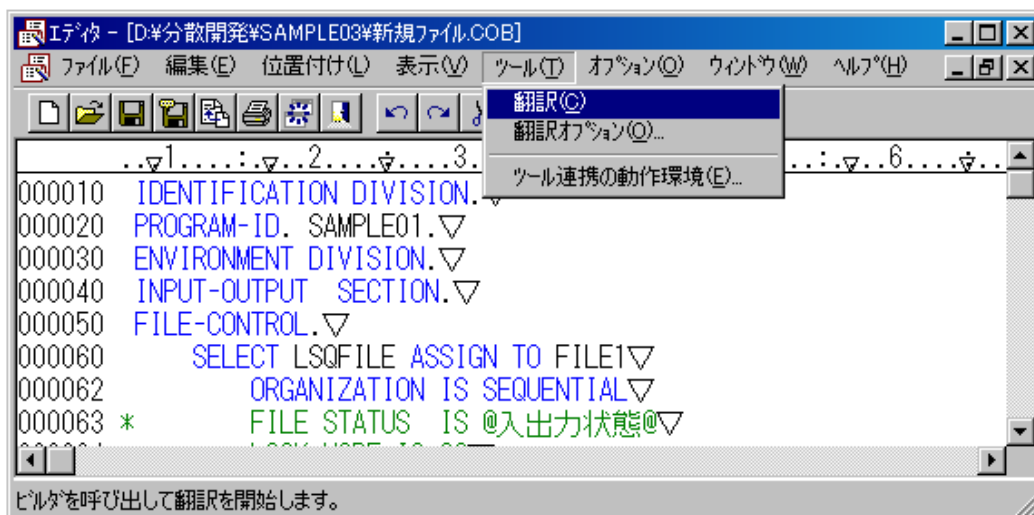 ｴﾃﾞｨﾀ - [D:¥分散開発¥SAMPLE03¥新規ﾌｧｲﾙ.COB]
ﾌｧｲﾙ(F) 編集(E) 位置付け(L) 表示(V) ﾂｰﾙ(T) ｵﾌﾟｼｮﾝ(O) ｳｨﾝﾄﾞｳ(W) ﾍﾙﾌﾟ(H)
翻訳(C)
翻訳ｵﾌﾟｼｮﾝ(O)...
ﾂｰﾙ連携の動作環境(E)...
..▽1....:.▽..2....▽....3. ..:.▽..6....▽..
000010 IDENTIFICATION DIVISION.▽
000020 PROGRAM-ID. SAMPLE01.▽
000030 ENVIRONMENT DIVISION.▽
000040 INPUT-OUTPUT SECTION.▽
000050 FILE-CONTROL.▽
000060 SELECT LSQFILE ASSIGN TO FILE1▽
000062 ORGANIZATION IS SEQUENTIAL▽
000063 * FILE STATUS IS @入出力状態@▽
ﾋﾞﾙﾀﾞを呼び出して翻訳を開始します。